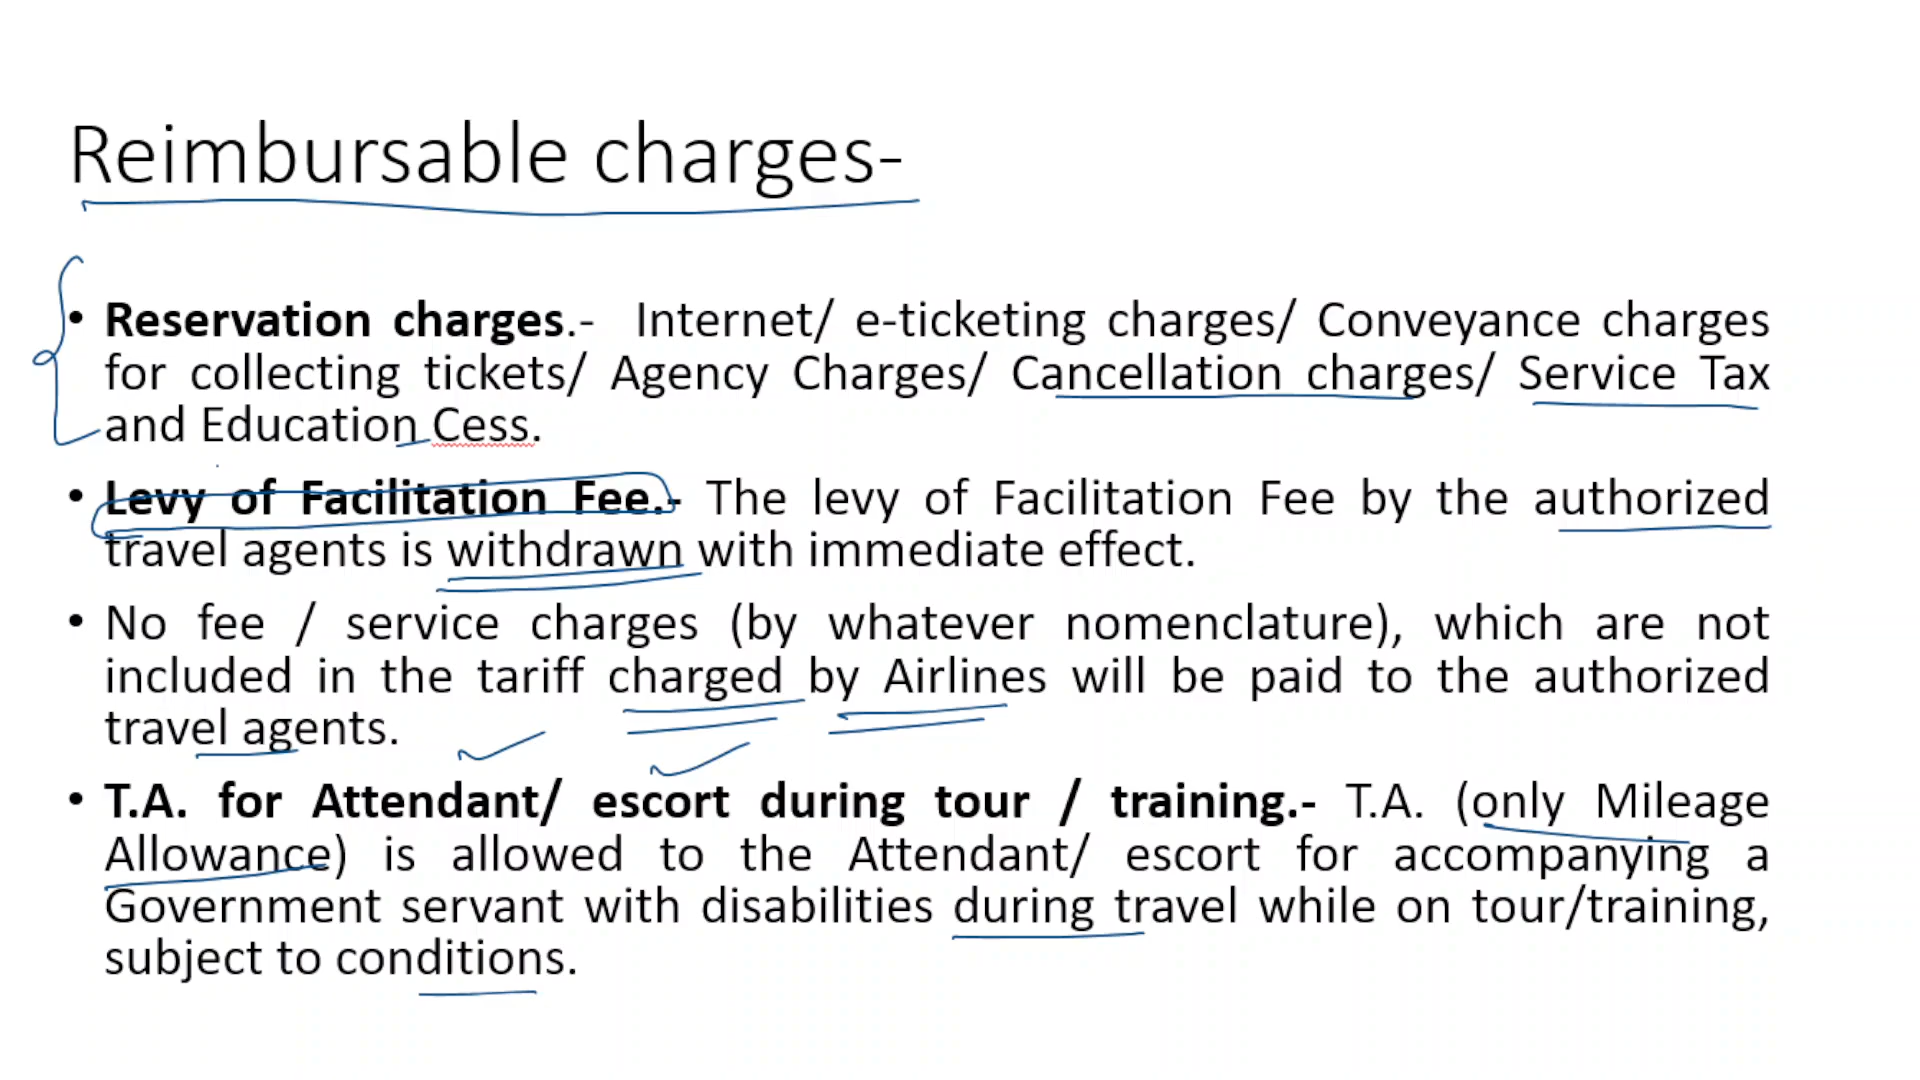 Reimbursable charges-
• Reservation charges.- Internet/ e-ticketing charges/ Conveyance charges
for collecting tickets/ Agency Charges/ Cancellation charges/ Service Tax
and Education Cess.
• Levy of Facilitation Fee.- The levy of Facilitation Fee by the authorized
travel agents is withdrawn with immediate effect.
• No fee / service charges (by whatever nomenclature), which are not
included in the tariff charged by Airlines will be paid to the authorized
travel agents.
• T.A. for Attendant/ escort during tour / training.- T.A. (only Mileage
Allowance) is allowed to the Attendant/ escort for accompanying a
Government servant with disabilities during travel while on tour/training,
subject to conditions.